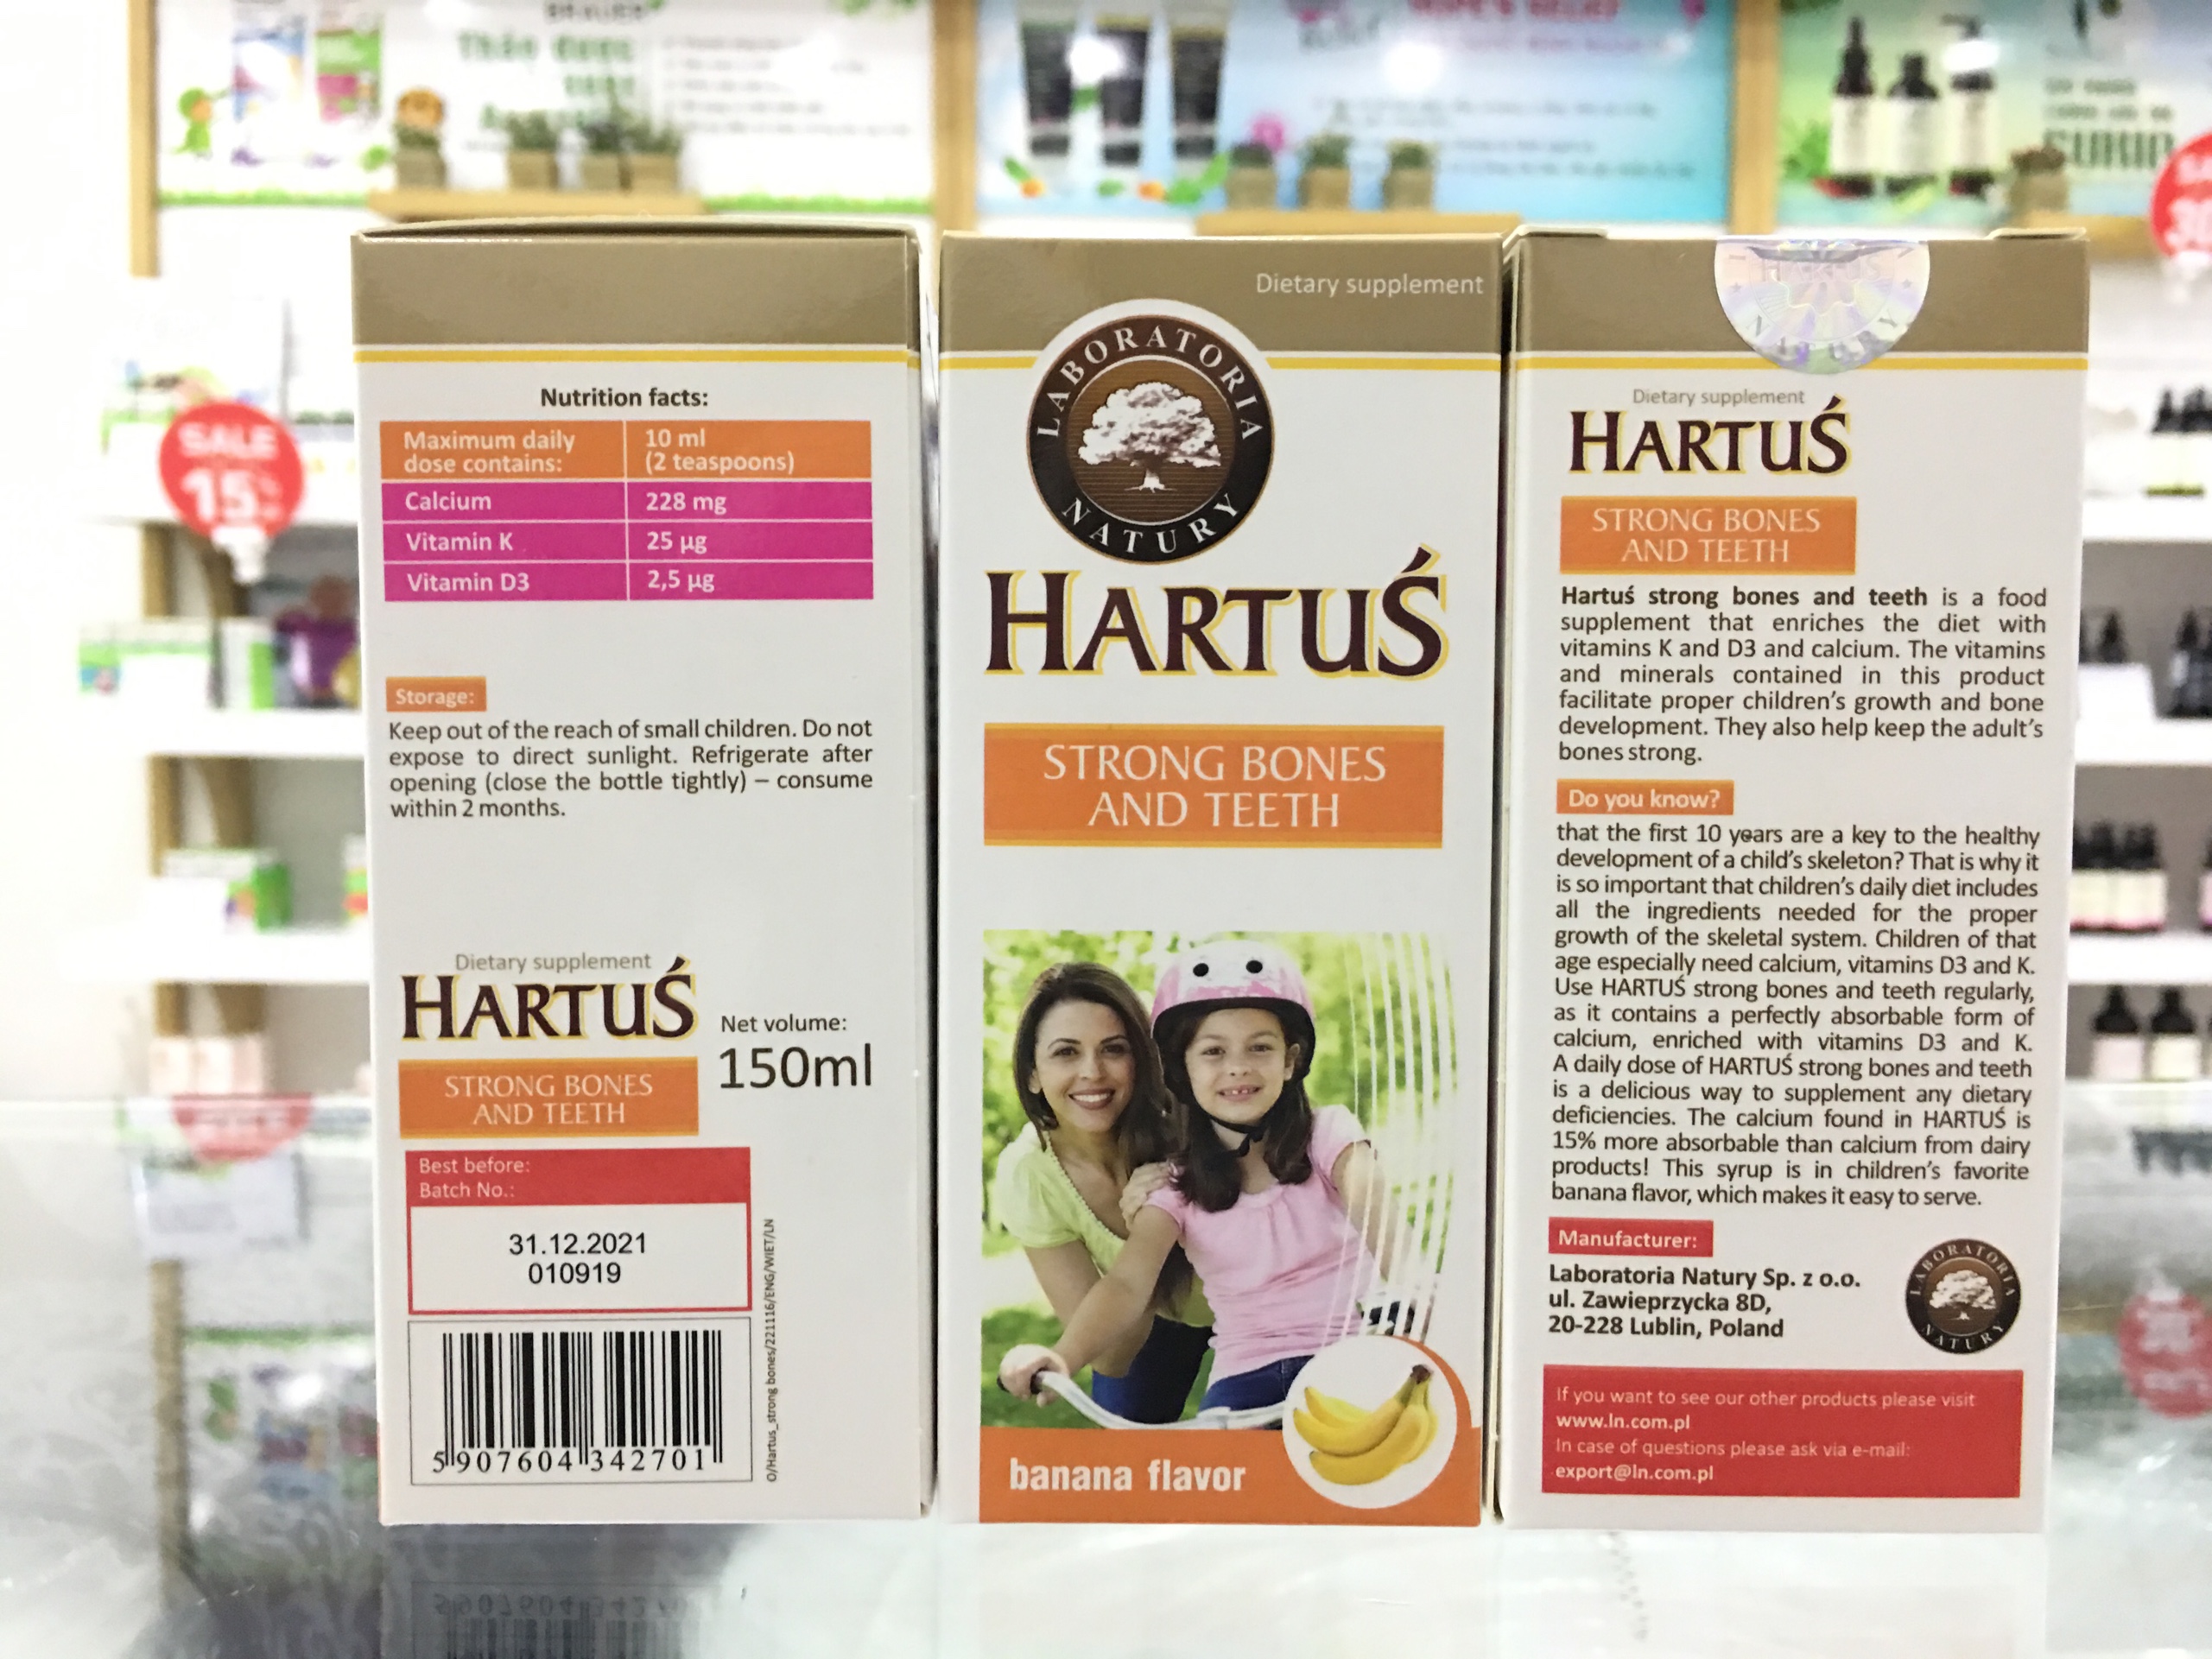 Nutrition facts:
Maximum daily
dose contains:
10 ml
(2 teaspoons)
Calcium
228 mg
Vitamin K
25 µg
Vitamin D3
2,5 µg
Storage:
Keep out of the reach of small children. Do not
expose to direct sunlight. Refrigerate after
opening (close the bottle tightly) – consume
within 2 months.
Dietary supplement
HARTUŚ
STRONG BONES
AND TEETH
Net volume:
150ml
Best before:
Batch No.:
31.12.2021
010919
5 907604 342701
O/Hartus_strong bones/221116/ENG/WIET/LN
Dietary supplement
LABORATORIA
NATURY
HARTUŚ
STRONG BONES
AND TEETH
banana flavor
Dietary supplement
HARTUŚ
STRONG BONES
AND TEETH
Hartuś strong bones and teeth is a food
supplement that enriches the diet with
vitamins K and D3 and calcium. The vitamins
and minerals contained in this product
facilitate proper children's growth and bone
development. They also help keep the adult's
bones strong.
Do you know?
that the first 10 years are a key to the healthy
development of a child's skeleton? That is why it
is so important that children's daily diet includes
all the ingredients needed for the proper
growth of the skeletal system. Children of that
age especially need calcium, vitamins D3 and K.
Use HARTUŚ strong bones and teeth regularly,
as it contains a perfectly absorbable form of
calcium, enriched with vitamins D3 and K.
A daily dose of HARTUŚ strong bones and teeth
is a delicious way to supplement any dietary
deficiencies. The calcium found in HARTUŚ is
15% more absorbable than calcium from dairy
products! This syrup is in children's favorite
banana flavor, which makes it easy to serve.
Manufacturer:
Laboratoria Natury Sp. z o.o.
ul. Zawieprzycka 8D,
20-228 Lublin, Poland
LABORATORIA
NATURY
If you want to see our other products please visit
www.ln.com.pl
In case of questions please ask via e-mail:
export@ln.com.pl
SALE
15%